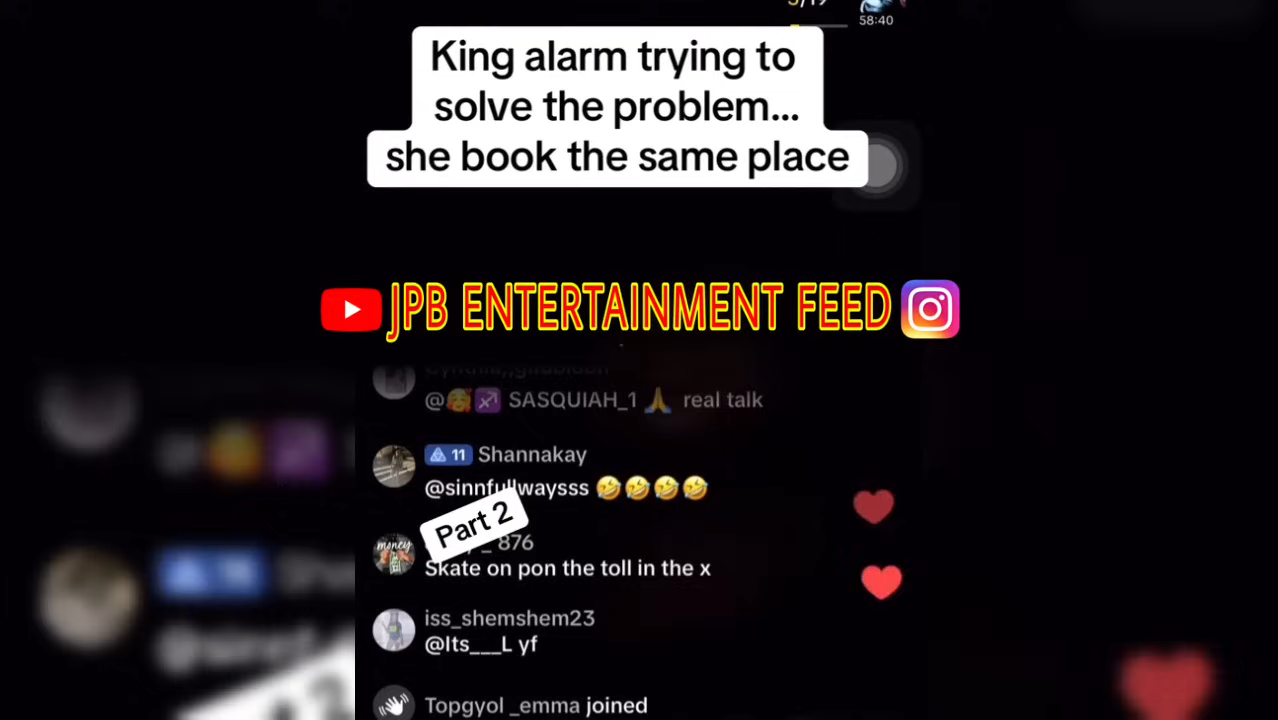 58:40
King alarm trying to
solve the problem...
she book the same place
JPB ENTERTAINMENT FEED
@🥰♐ SASQUIAH_1 🙏 real talk
11 Shannakay
@sinnfullwaysss 🤣🤣🤣🤣
Part 2
money
_ 876
Skate on pon the toll in the x
iss_shemshem23
@Its___L yf
Topgyol _emma joined